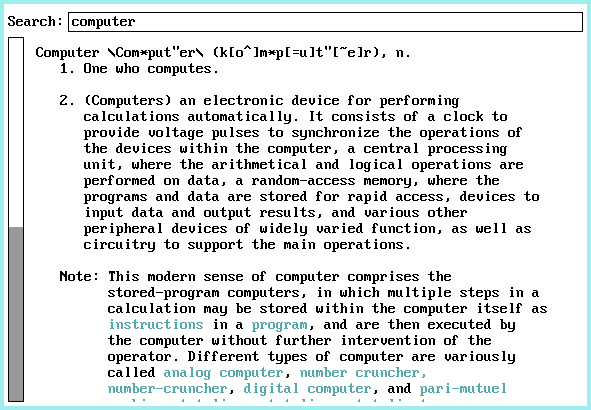 Search: computer
Computer \Com*put"er\ (k[o^]m*p[=u]t"[~e]r), n.
1. One who computes.
2. (Computers) an electronic device for performing
calculations automatically. It consists of a clock to
provide voltage pulses to synchronize the operations of
the devices within the computer, a central processing
unit, where the arithmetical and logical operations are
performed on data, a random-access memory, where the
programs and data are stored for rapid access, devices to
input data and output results, and various other
peripheral devices of widely varied function, as well as
circuitry to support the main operations.
Note: This modern sense of computer comprises the
stored-program computers, in which multiple steps in a
calculation may be stored within the computer itself as
instructions in a program, and are then executed by
the computer without further intervention of the
operator. Different types of computer are variously
called analog computer, number cruncher,
number-cruncher, digital computer, and pari-mutuel